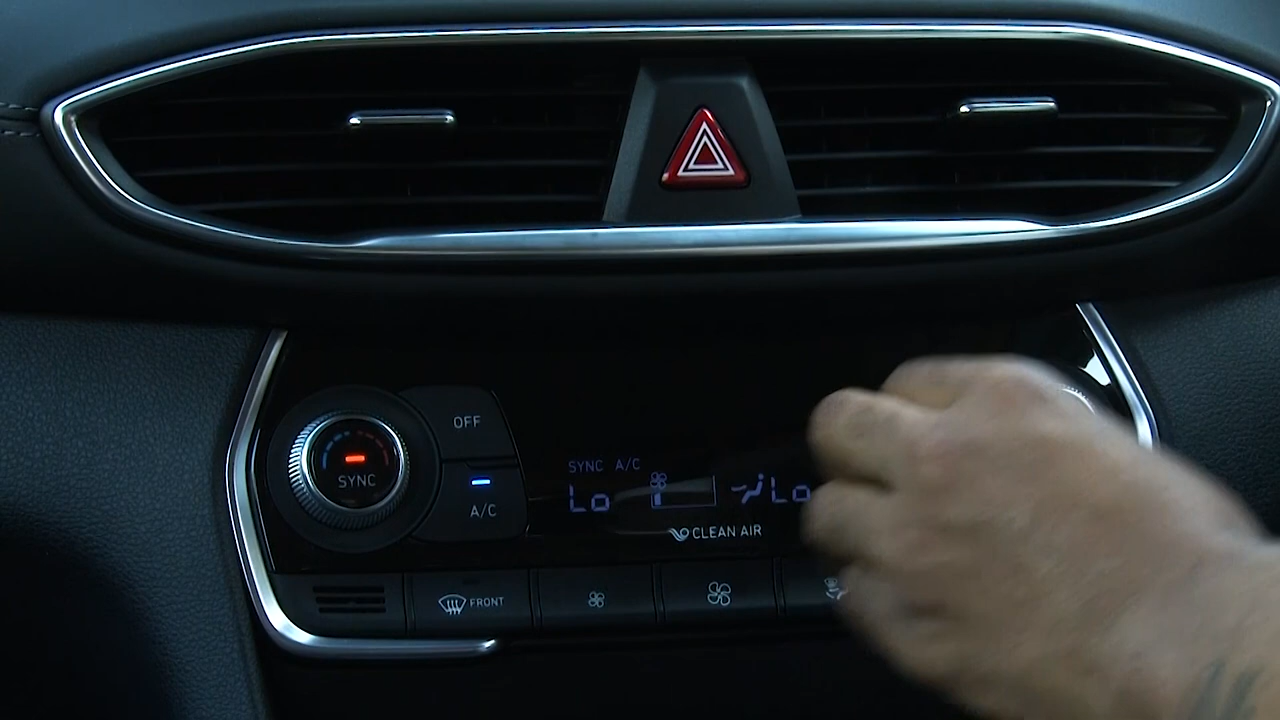 OFF
SYNC A/C
SYNC
Lo
Lo
A/C
CLEAN AIR
FRONT